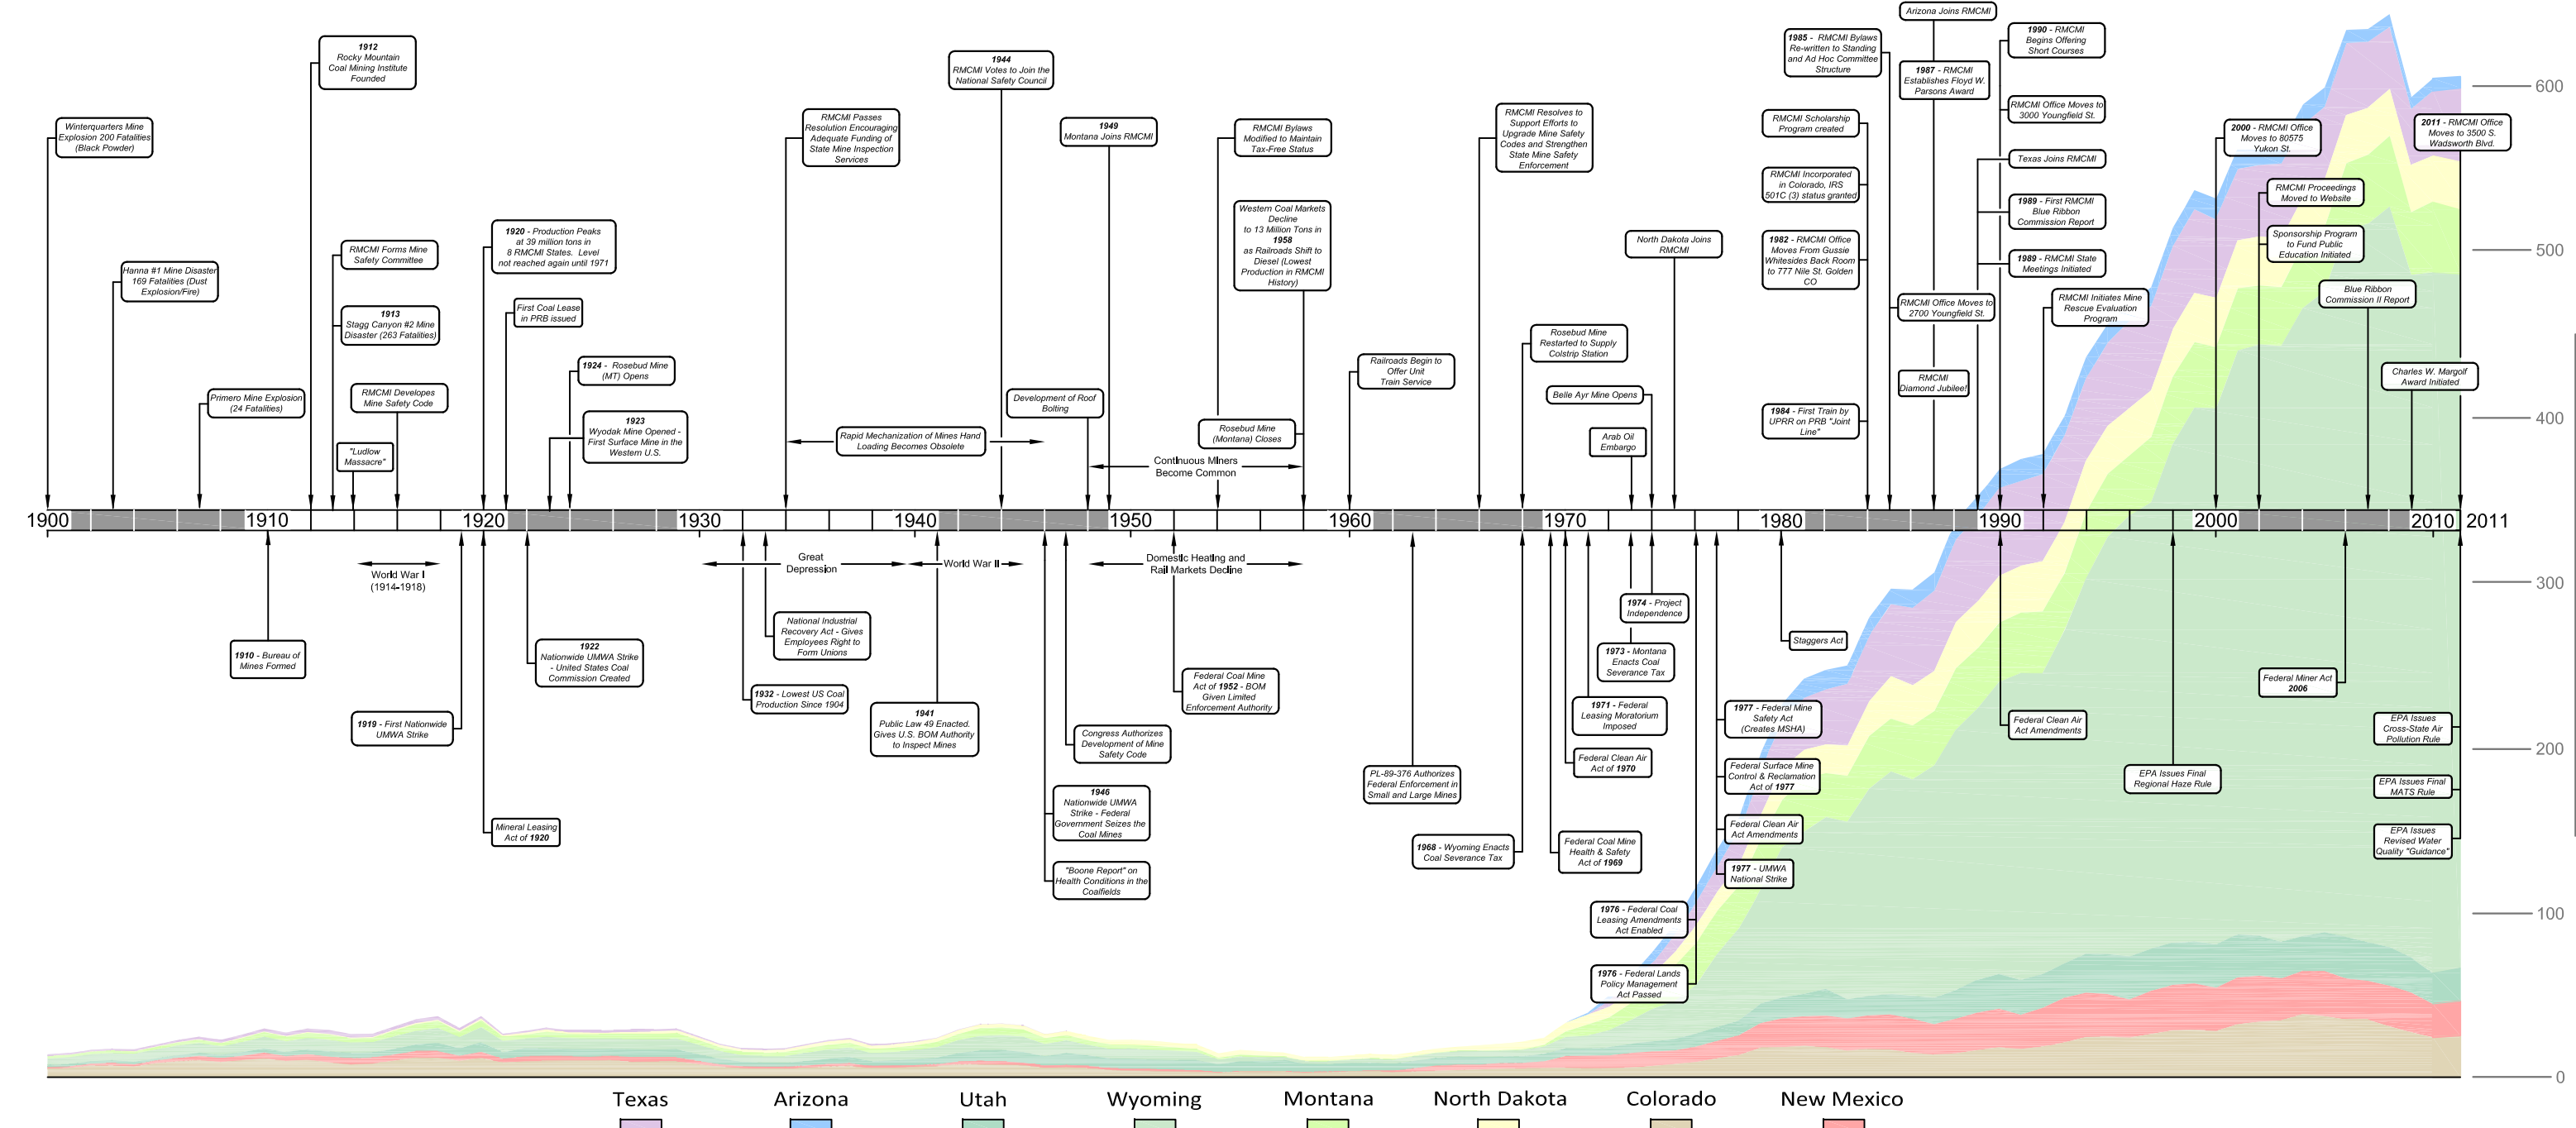 Arizona Joins RMCMI
1912
Rocky Mountain
Coal Mining Institute
Founded
1944
RMCMI Votes to Join the
National Safety Council
1985 - RMCMI Bylaws
Re-written to Standing
and Ad Hoc Committee
Structure
1987 - RMCMI
Establishes Floyd W.
Parsons Award
1990 - RMCMI
Begins Offering
Short Courses
600
Winterquarters Mine
Explosion 200 Fatalities
(Black Powder)
RMCMI Passes
Resolution Encouraging
Adequate Funding of
State Mine Inspection
Services
1949
Montana Joins RMCMI
RMCMI Bylaws
Modified to Maintain
Tax-Free Status
RMCMI Resolves to
Support Efforts to
Upgrade Mine Safety
Codes and Strengthen
State Mine Safety
Enforcement
RMCMI Scholarship
Program created
RMCMI Office Moves to
3000 Youngfield St.
2000 - RMCMI Office
Moves to 80575
Yukon St.
2011 - RMCMI Office
Moves to 3500 S.
Wadsworth Blvd.
Texas Joins RMCMI
RMCMI Incorporated
in Colorado, IRS
501C (3) status granted
RMCMI Proceedings
Moved to Website
1920 - Production Peaks
at 39 million tons in
8 RMCMI States. Level
not reached again until 1971
Western Coal Markets
Decline
to 13 Million Tons in
1958
as Railroads Shift to
Diesel (Lowest
Production in RMCMI
History)
1989 - First RMCMI
Blue Ribbon
Commission Report
RMCMI Forms Mine
Safety Committee
North Dakota Joins
RMCMI
1982 - RMCMI Office
Moves From Gussie
Whitesides Back Room
to 777 Nile St. Golden
CO
Sponsorship Program
to Fund Public
Education Initiated
500
1989 - RMCMI State
Meetings Initiated
Hanna #1 Mine Disaster
169 Fatalities (Dust
Explosion/Fire)
Blue Ribbon
Commission II Report
First Coal Lease
in PRB issued
RMCMI Office Moves to
2700 Youngfield St.
RMCMI Initiates Mine
Rescue Evaluation
Program
1913
Stagg Canyon #2 Mine
Disaster (263 Fatalities)
Rosebud Mine
Restarted to Supply
Colstrip Station
1924 - Rosebud Mine
(MT) Opens
Railroads Begin to
Offer Unit
Train Service
RMCMI
Diamond Jubilee!
Charles W. Margolf
Award Initiated
Primero Mine Explosion
(24 Fatalities)
RMCMI Developes
Mine Safety Code
Development of Roof
Bolting
Belle Ayr Mine Opens
1984 - First Train by
UPRR on PRB "Joint
Line"
400
1923
Wyodak Mine Opened -
First Surface Mine in the
Western U.S.
Rapid Mechanization of Mines Hand
Loading Becomes Obsolete
Rosebud Mine
(Montana) Closes
Arab Oil
Embargo
"Ludlow
Massacre"
Continuous Miners
Become Common
1900 1910 1920 1930 1940 1950 1960 1970 1980 1990 2000 2010 2011
World War I
(1914-1918)
Great
Depression
World War II
Domestic Heating and
Rail Markets Decline
300
1974 - Project
Independence
National Industrial
Recovery Act - Gives
Employees Right to
Form Unions
Staggers Act
1910 - Bureau of
Mines Formed
1922
Nationwide UMWA Strike
- United States Coal
Commission Created
1973 - Montana
Enacts Coal
Severance Tax
Federal Coal Mine
Act of 1952 - BOM
Given Limited
Enforcement Authority
Federal Miner Act
2006
1932 - Lowest US Coal
Production Since 1904
1971 - Federal
Leasing Moratorium
Imposed
1977 - Federal Mine
Safety Act
(Creates MSHA)
1919 - First Nationwide
UMWA Strike
1941
Public Law 49 Enacted.
Gives U.S. BOM Authority
to Inspect Mines
Federal Clean Air
Act Amendments
EPA Issues
Cross-State Air
Pollution Rule
Congress Authorizes
Development of Mine
Safety Code
200
Federal Clean Air
Act of 1970
PL-89-376 Authorizes
Federal Enforcement in
Small and Large Mines
Federal Surface Mine
Control & Reclamation
Act of 1977
EPA Issues Final
Regional Haze Rule
EPA Issues Final
MATS Rule
1946
Nationwide UMWA
Strike - Federal
Government Seizes the
Coal Mines
Mineral Leasing
Act of 1920
Federal Clean Air
Act Amendments
EPA Issues
Revised Water
Quality "Guidance"
1968 - Wyoming Enacts
Coal Severance Tax
Federal Coal Mine
Health & Safety
Act of 1969
"Boone Report" on
Health Conditions in the
Coalfields
1977 - UMWA
National Strike
1976 - Federal Coal
Leasing Amendments
Act Enabled
100
1976 - Federal Lands
Policy Management
Act Passed
0
Texas Arizona Utah Wyoming Montana North Dakota Colorado New Mexico